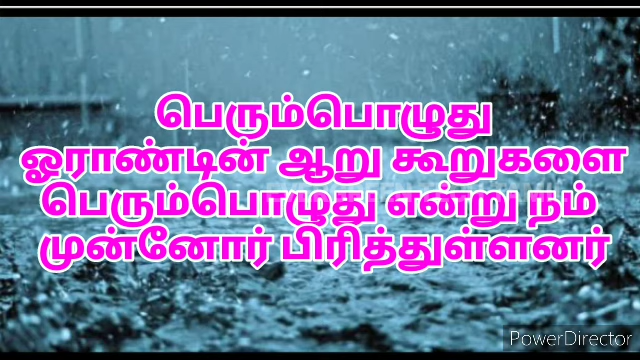 பெரும்பொழுது
ஓராண்டின் ஆறு கூறுகளை
பெரும்பொழுது என்று நம்
முன்னோர் பிரித்துள்ளனர்
PowerDirector